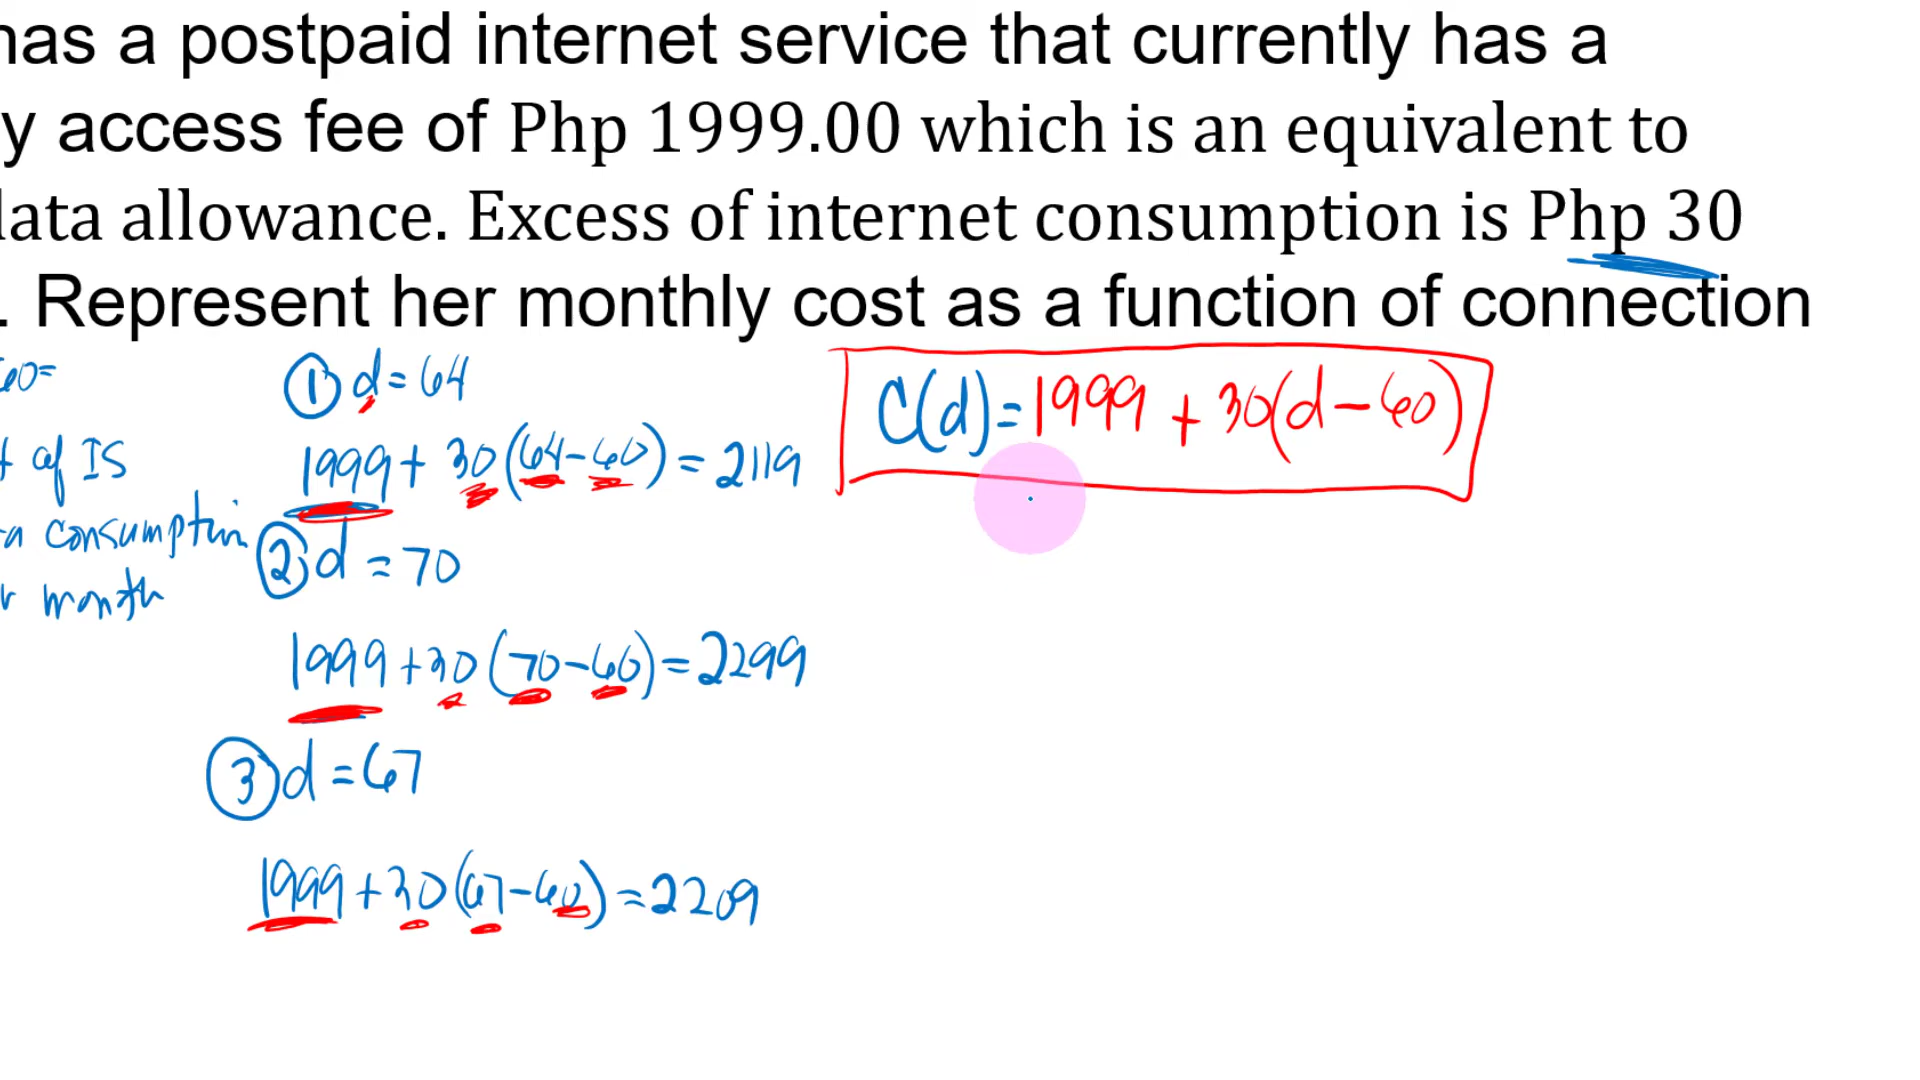 has a postpaid internet service that currently has a
y access fee of Php 1999.00 which is an equivalent to
data allowance. Excess of internet consumption is Php 30
. Represent her monthly cost as a function of connection
60=
① d = 64
C(d) = 1999 + 30(d - 60)
of IS
1999 + 30 (64 - 60) = 2119
a consumptin
② d = 70
month
1999 + 30 (70 - 60) = 2299
③ d = 67
1999 + 30 (67 - 60) = 2209